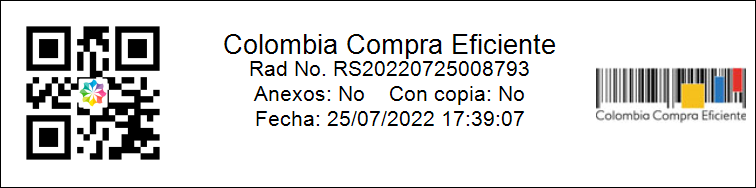 Colombia Compra Eficiente
Rad No. RS20220725008793
Anexos: No Con copia: No
Fecha: 25/07/2022 17:39:07
Colombia Compra Eficiente